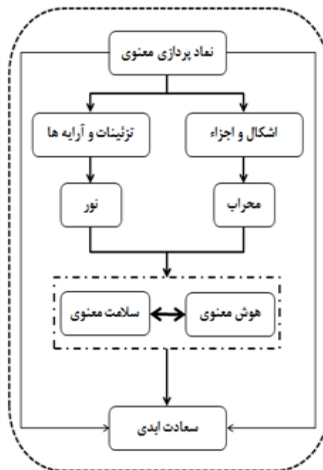 نماد پردازی معنوی
اشکال و اجزاء
تزئینات و آرایه ها
محراب
نور
هوش معنوی
سلامت معنوی
سعادت ابدی